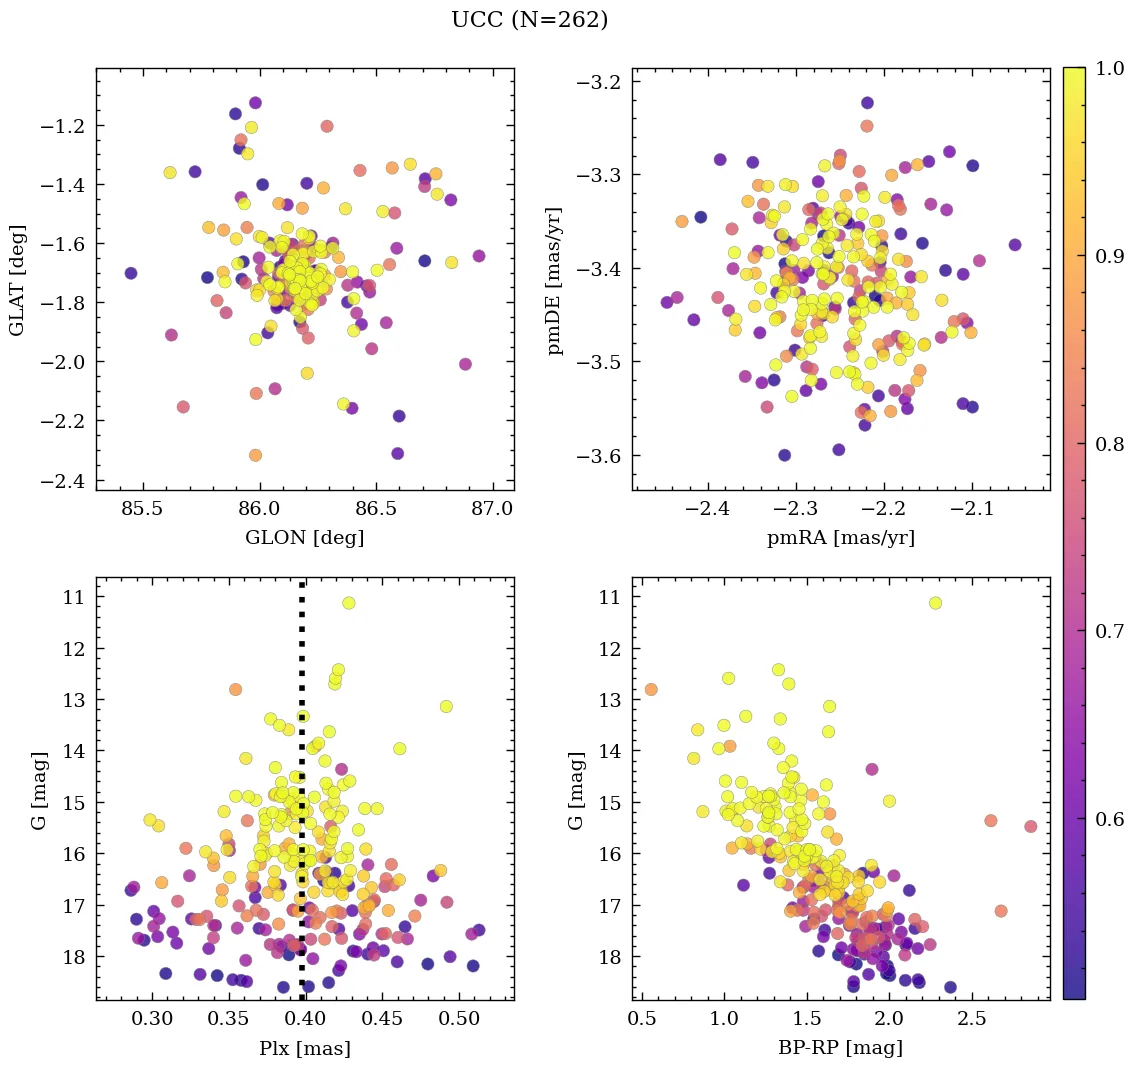 UCC (N=262)
−1.2
−1.4
−1.6
−1.8
−2.0
−2.2
−2.4
GLAT [deg]
85.5 86.0 86.5 87.0
GLON [deg]
−3.2
−3.3
−3.4
−3.5
−3.6
pmDE [mas/yr]
−2.4 −2.3 −2.2 −2.1
pmRA [mas/yr]
1.0
0.9
0.8
0.7
0.6
11
12
13
14
15
16
17
18
G [mag]
0.30 0.35 0.40 0.45 0.50
Plx [mas]
11
12
13
14
15
16
17
18
G [mag]
0.5 1.0 1.5 2.0 2.5
BP-RP [mag]